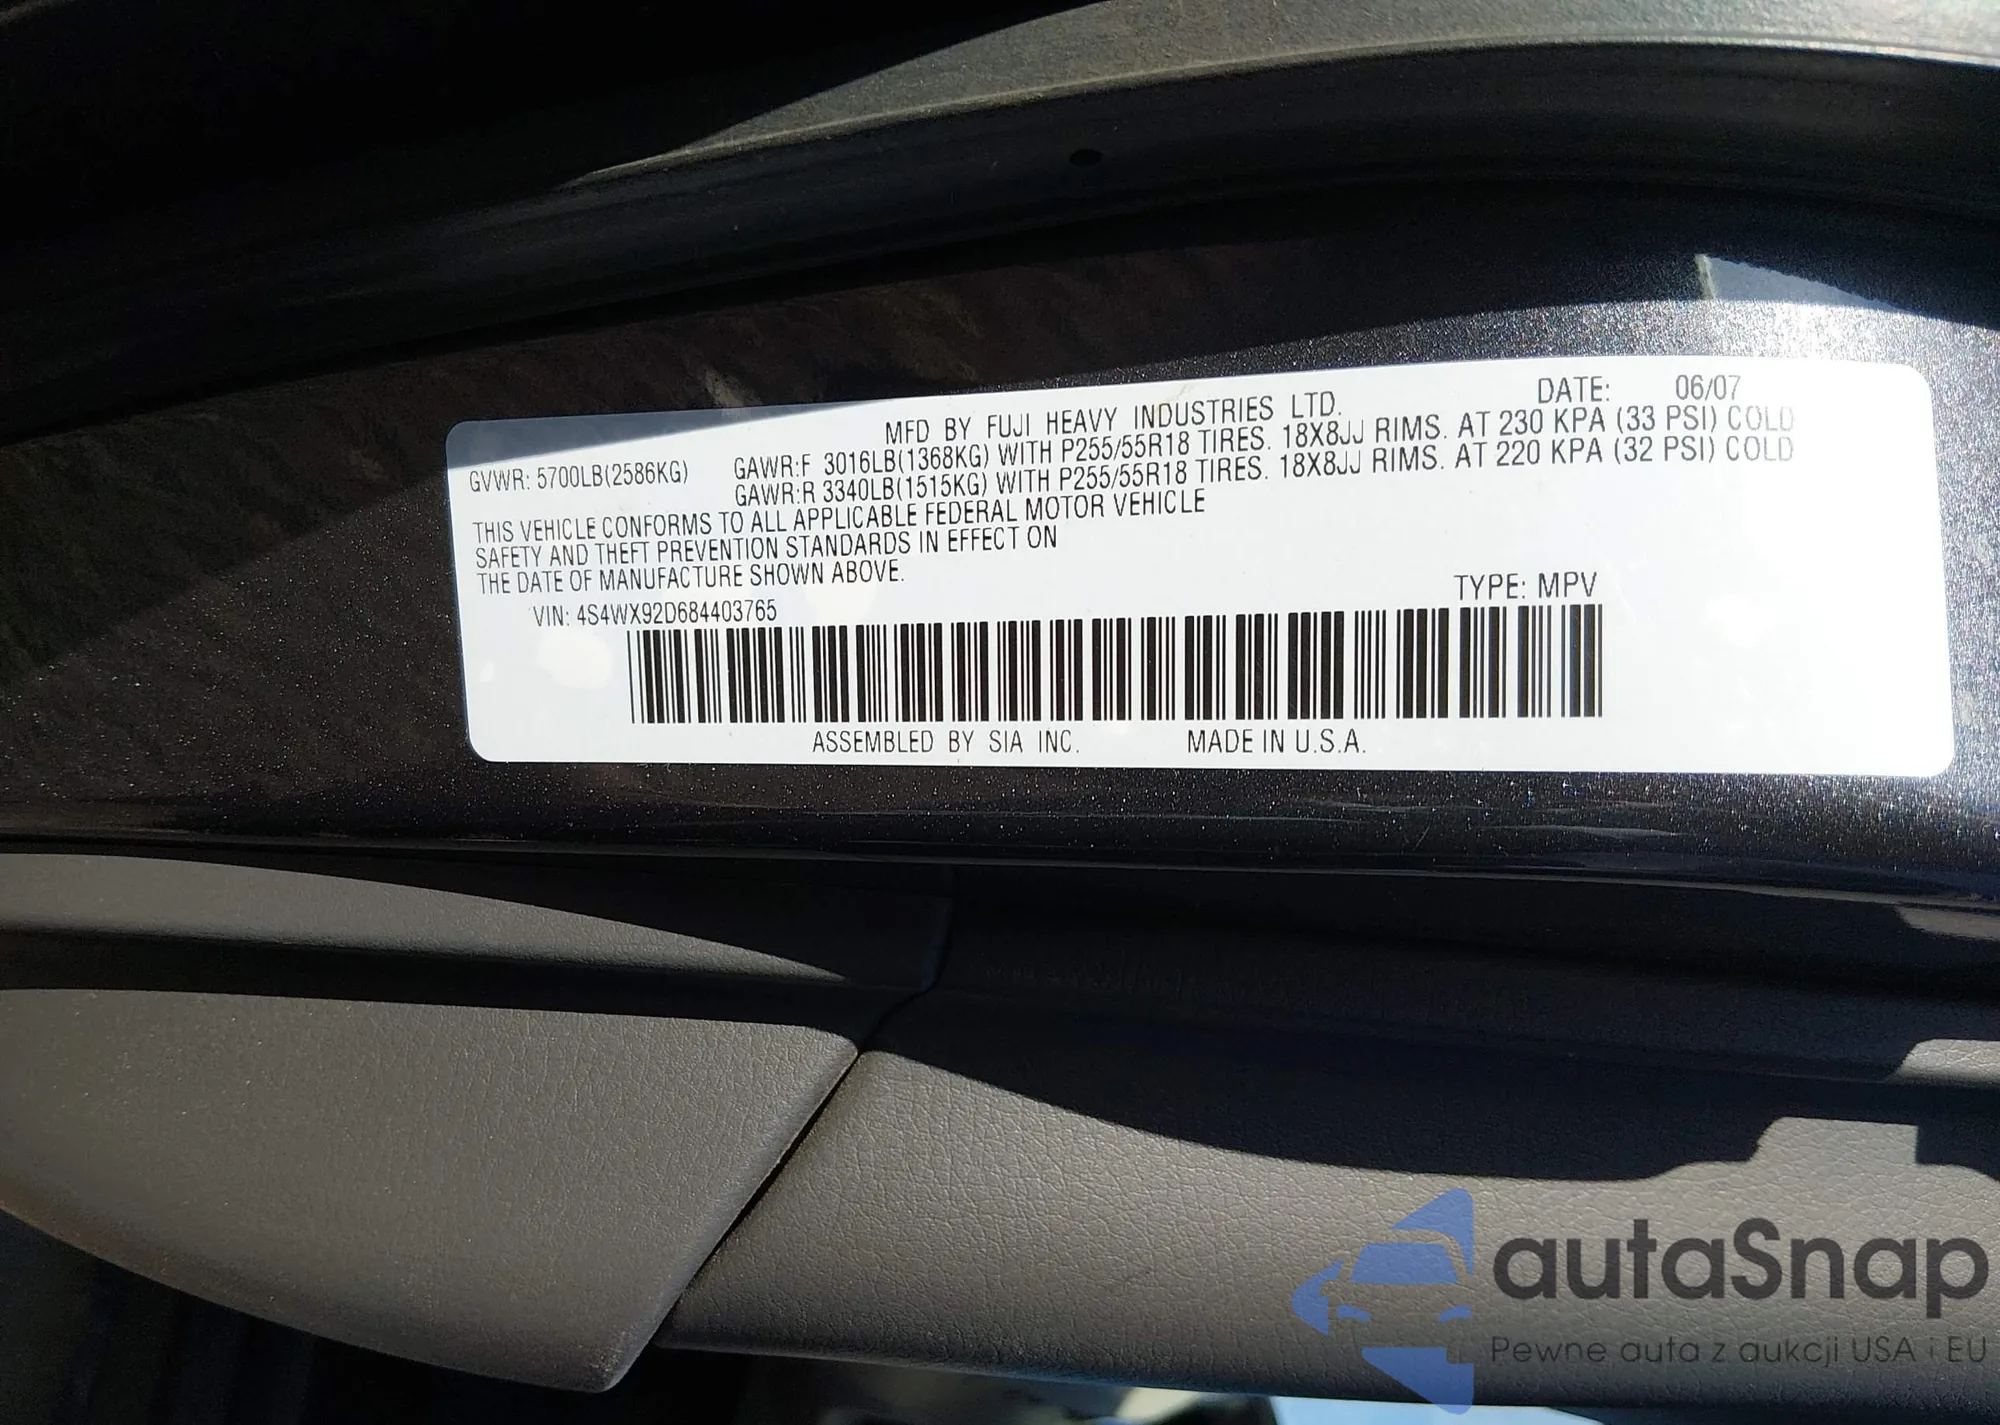 MFD BY FUJI HEAVY INDUSTRIES LTD. DATE: 06/07
GVWR: 5700LB(2586KG) GAWR:F 3016LB(1368KG) WITH P255/55R18 TIRES. 18X8JJ RIMS. AT 230 KPA (33 PSI) COLD
GAWR:R 3340LB(1515KG) WITH P255/55R18 TIRES. 18X8JJ RIMS. AT 220 KPA (32 PSI) COLD
THIS VEHICLE CONFORMS TO ALL APPLICABLE FEDERAL MOTOR VEHICLE
SAFETY AND THEFT PREVENTION STANDARDS IN EFFECT ON
THE DATE OF MANUFACTURE SHOWN ABOVE.
VIN: 4S4WX92D684403765 TYPE: MPV
ASSEMBLED BY SIA INC. MADE IN U.S.A.
autaSnap
Pewne auta z aukcji USA i EU